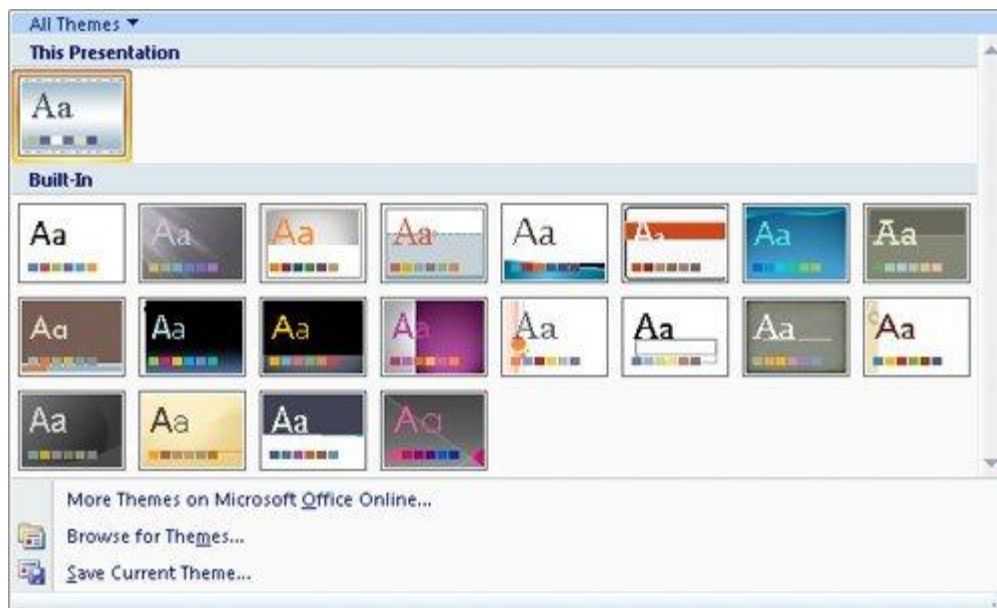 All Themes
This Presentation
Aa
Built-In
Aa Aa Aa Aa Aa Aa Aa Aa
Aa Aa Aa Aa Aa Aa Aa Aa
Aa Aa Aa Aa
More Themes on Microsoft Office Online...
Browse for Themes...
Save Current Theme...